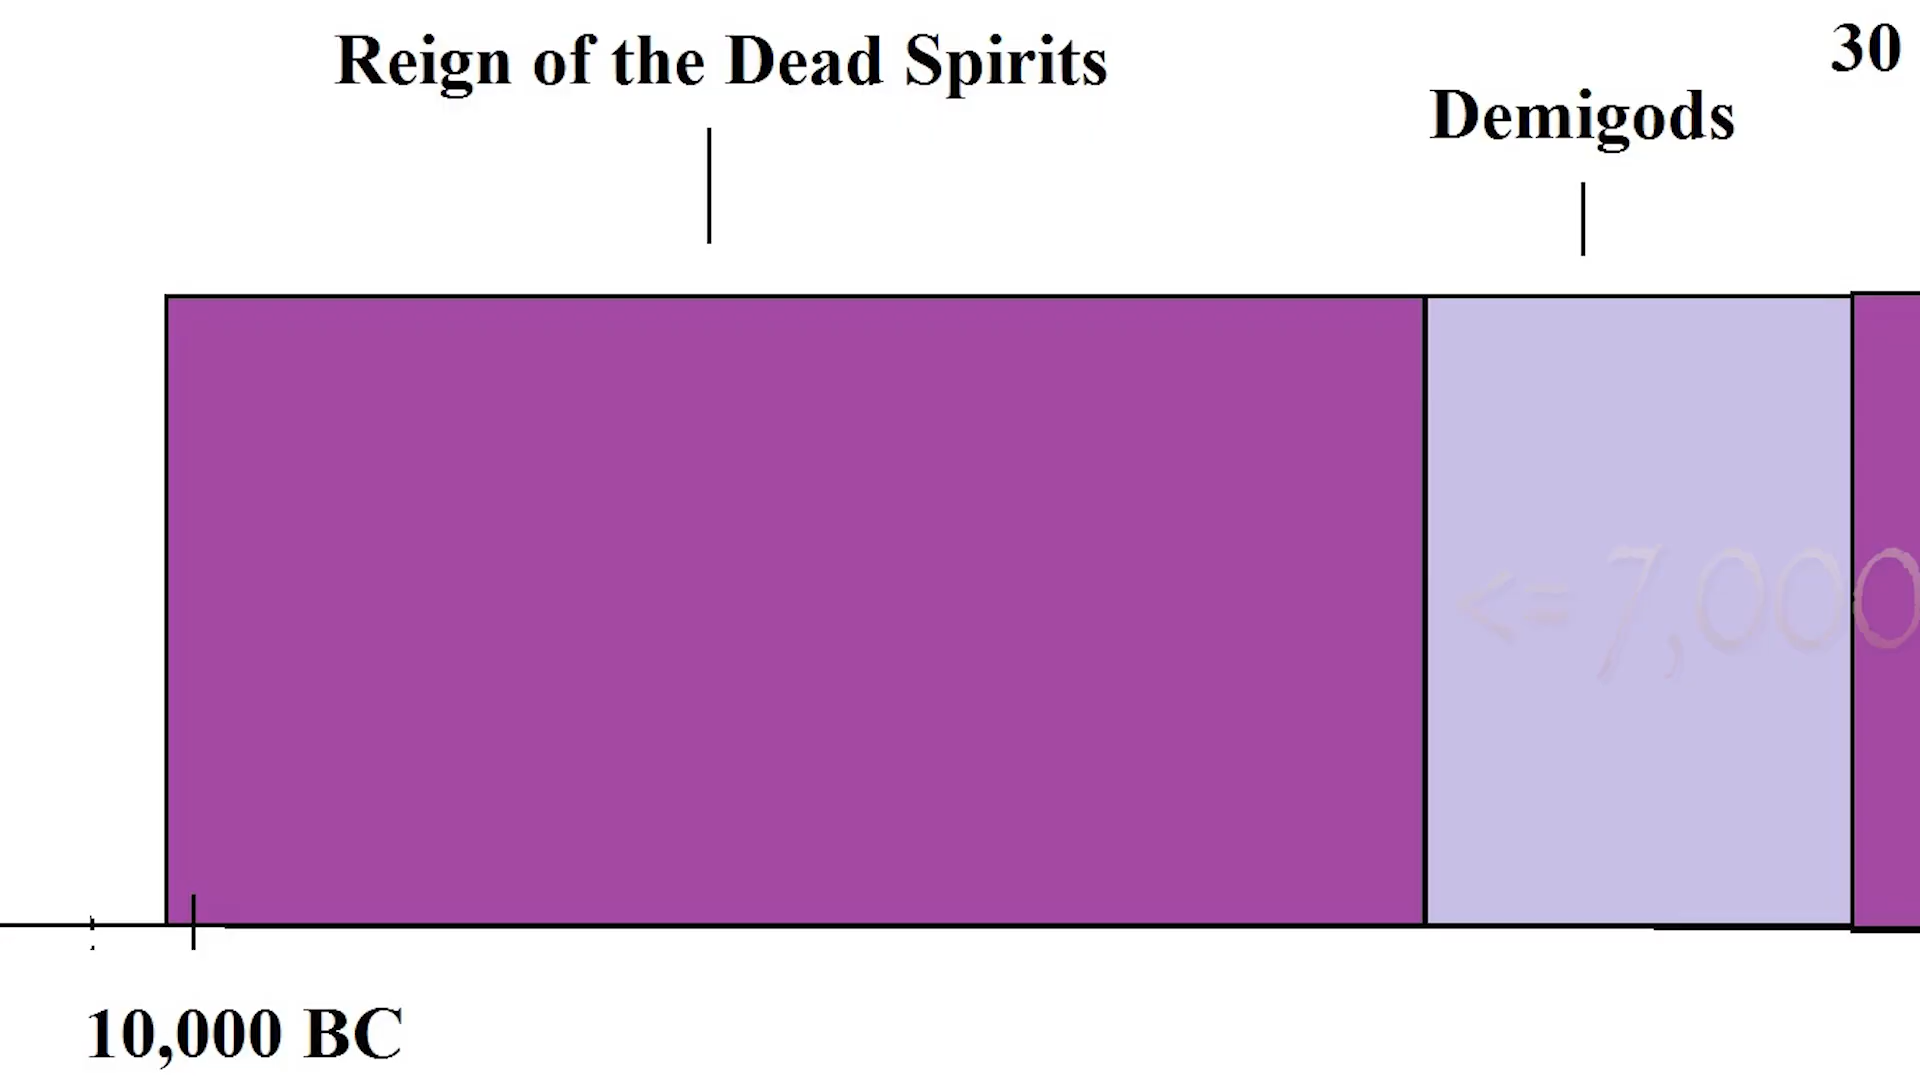 Reign of the Dead Spirits
30
Demigods
<= 7,000
10,000 BC